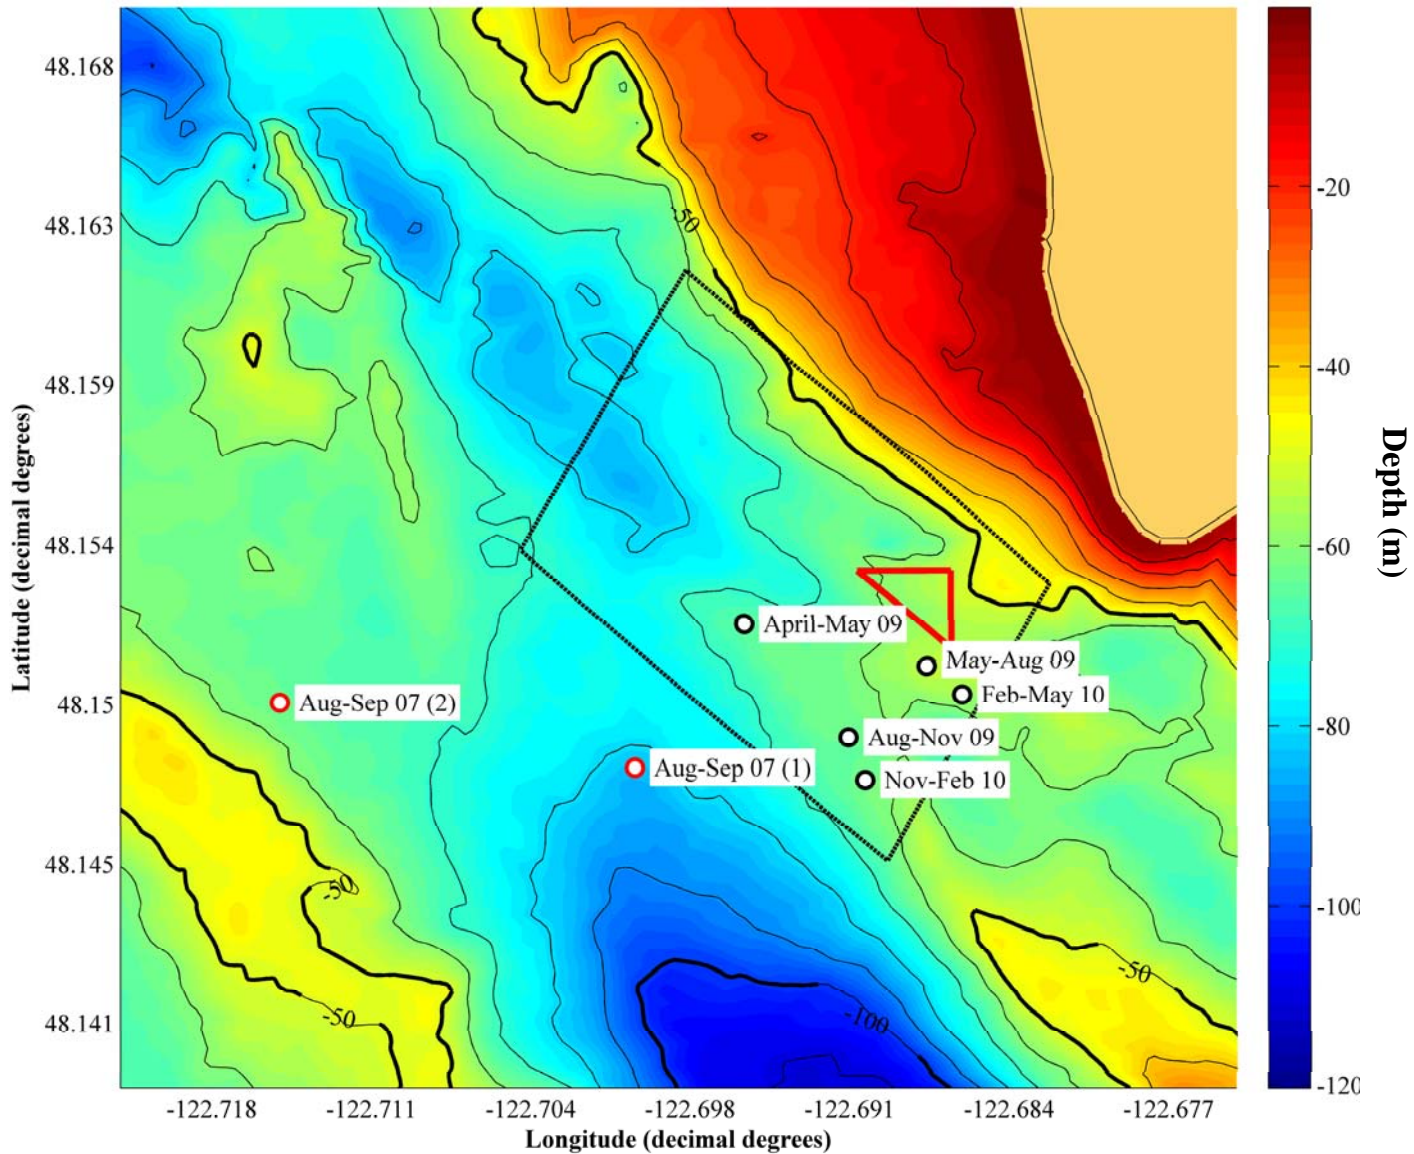 48.168
48.163
48.159
48.154
48.15
48.145
48.141
Latitude (decimal degrees)
-50
April-May 09
May-Aug 09
Feb-May 10
Aug-Sep 07 (2)
Aug-Nov 09
Aug-Sep 07 (1)
Nov-Feb 10
-50
-50
-50
-100
-122.718
-122.711
-122.704
-122.698
-122.691
-122.684
-122.677
Longitude (decimal degrees)
-20
-40
-60
-80
-100
-120
Depth (m)